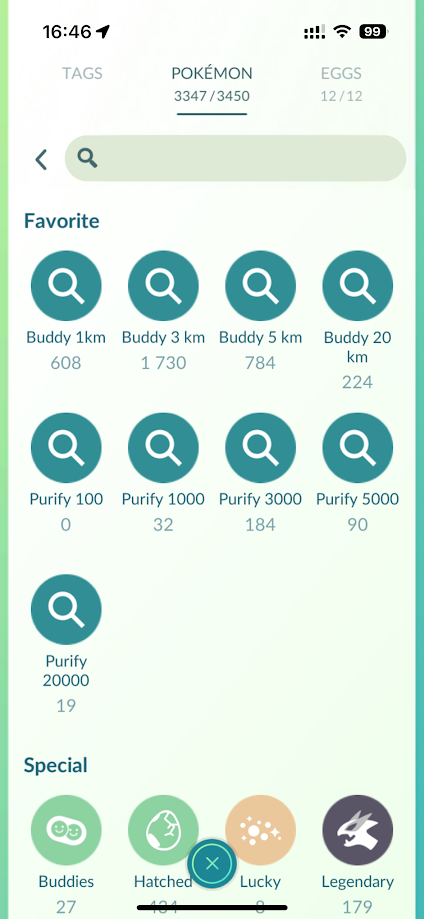 16:46
99
TAGS
POKÉMON
EGGS
3347/3450
12/12
Favorite
Buddy 1km
Buddy 3 km
Buddy 5 km
Buddy 20
km
608
1 730
784
224
Purify 100
Purify 1000
Purify 3000
Purify 5000
0
32
184
90
Purify
20000
19
Special
Buddies
Hatched
Lucky
Legendary
27
179